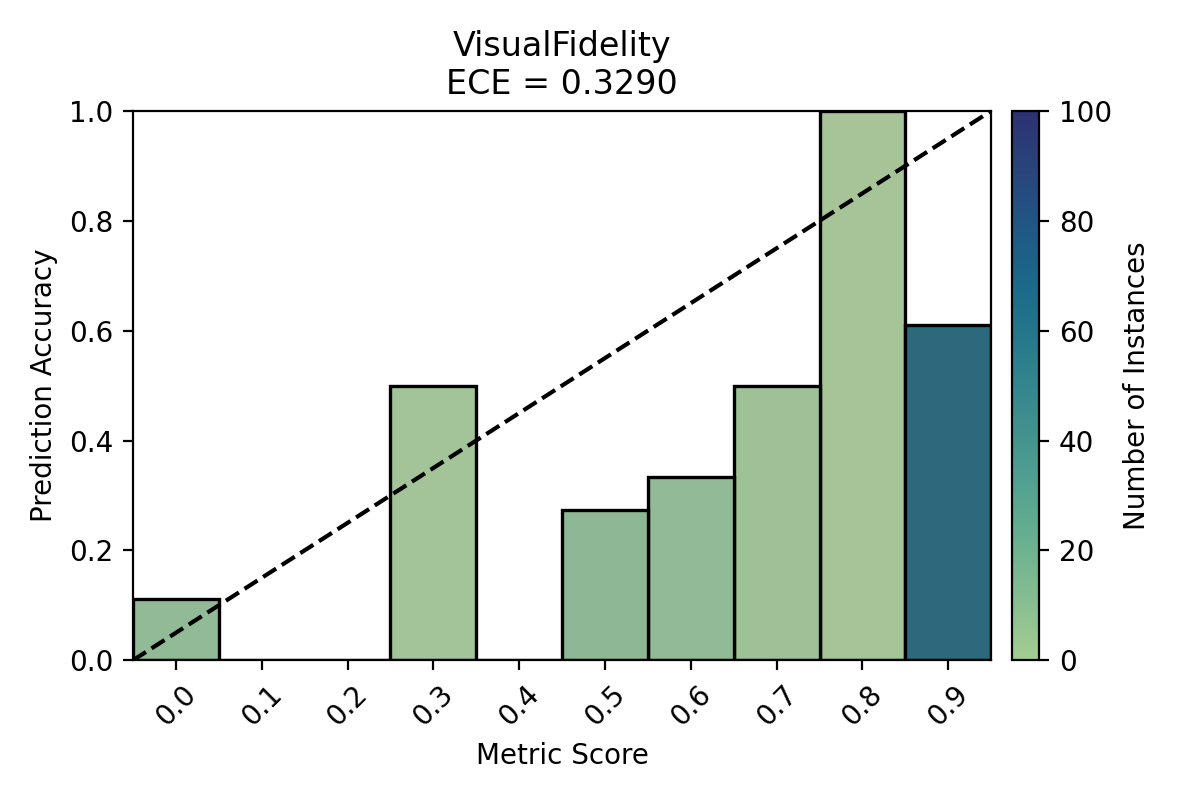 VisualFidelity
ECE = 0.3290
Prediction Accuracy
1.0
0.8
0.6
0.4
0.2
0.0
0.0 0.1 0.2 0.3 0.4 0.5 0.6 0.7 0.8 0.9
Metric Score
100
80
60
40
20
0
Number of Instances